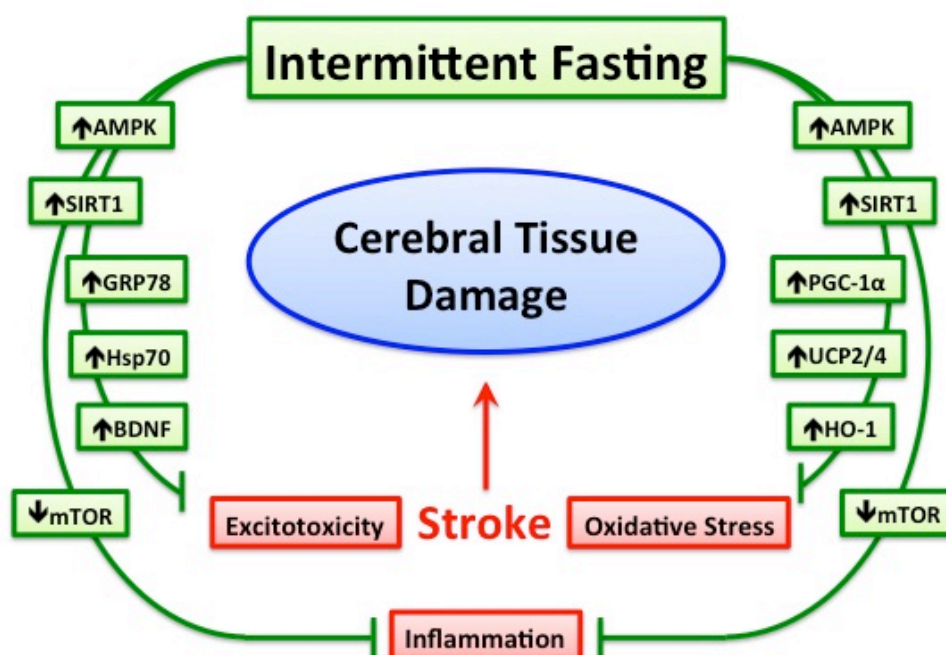 Intermittent Fasting
↑AMPK
↑AMPK
↑SIRT1
↑SIRT1
Cerebral Tissue
Damage
↑GRP78
↑PGC-1α
↑Hsp70
↑UCP2/4
↑BDNF
↑HO-1
↓mTOR
Excitotoxicity
Stroke
Oxidative Stress
↓mTOR
Inflammation